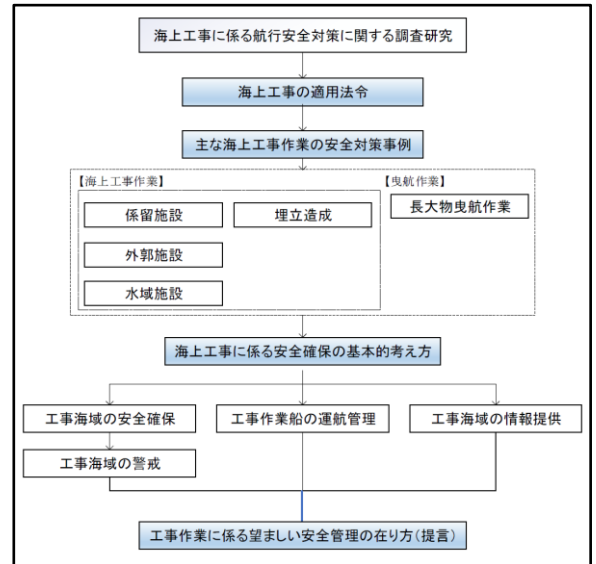 海上工事に係る航行安全対策に関する調査研究
海上工事の適用法令
主な海上工事作業の安全対策事例
【海上工事作業】
【曳航作業】
係留施設
埋立造成
長大物曳航作業
外郭施設
水域施設
海上工事に係る安全確保の基本的考え方
工事海域の安全確保
工事作業船の運航管理
工事海域の情報提供
工事海域の警戒
工事作業に係る望ましい安全管理の在り方(提言)